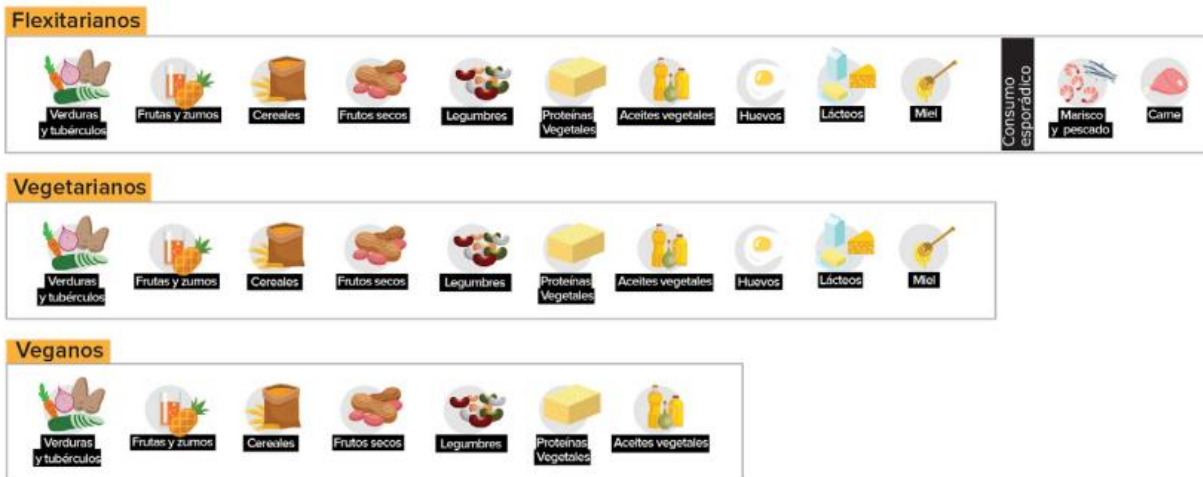 Flexitarianos
Verduras
y tubérculos
Frutas y zumos
Cereales
Frutos secos
Legumbres
Proteínas
Vegetales
Aceites vegetales
Huevos
Lácteos
Miel
Consumo
esporádico
Marisco
y pescado
Carne
Vegetarianos
Verduras
y tubérculos
Frutas y zumos
Cereales
Frutos secos
Legumbres
Proteínas
Vegetales
Aceites vegetales
Huevos
Lácteos
Miel
Veganos
Verduras
y tubérculos
Frutas y zumos
Cereales
Frutos secos
Legumbres
Proteínas
Vegetales
Aceites vegetales